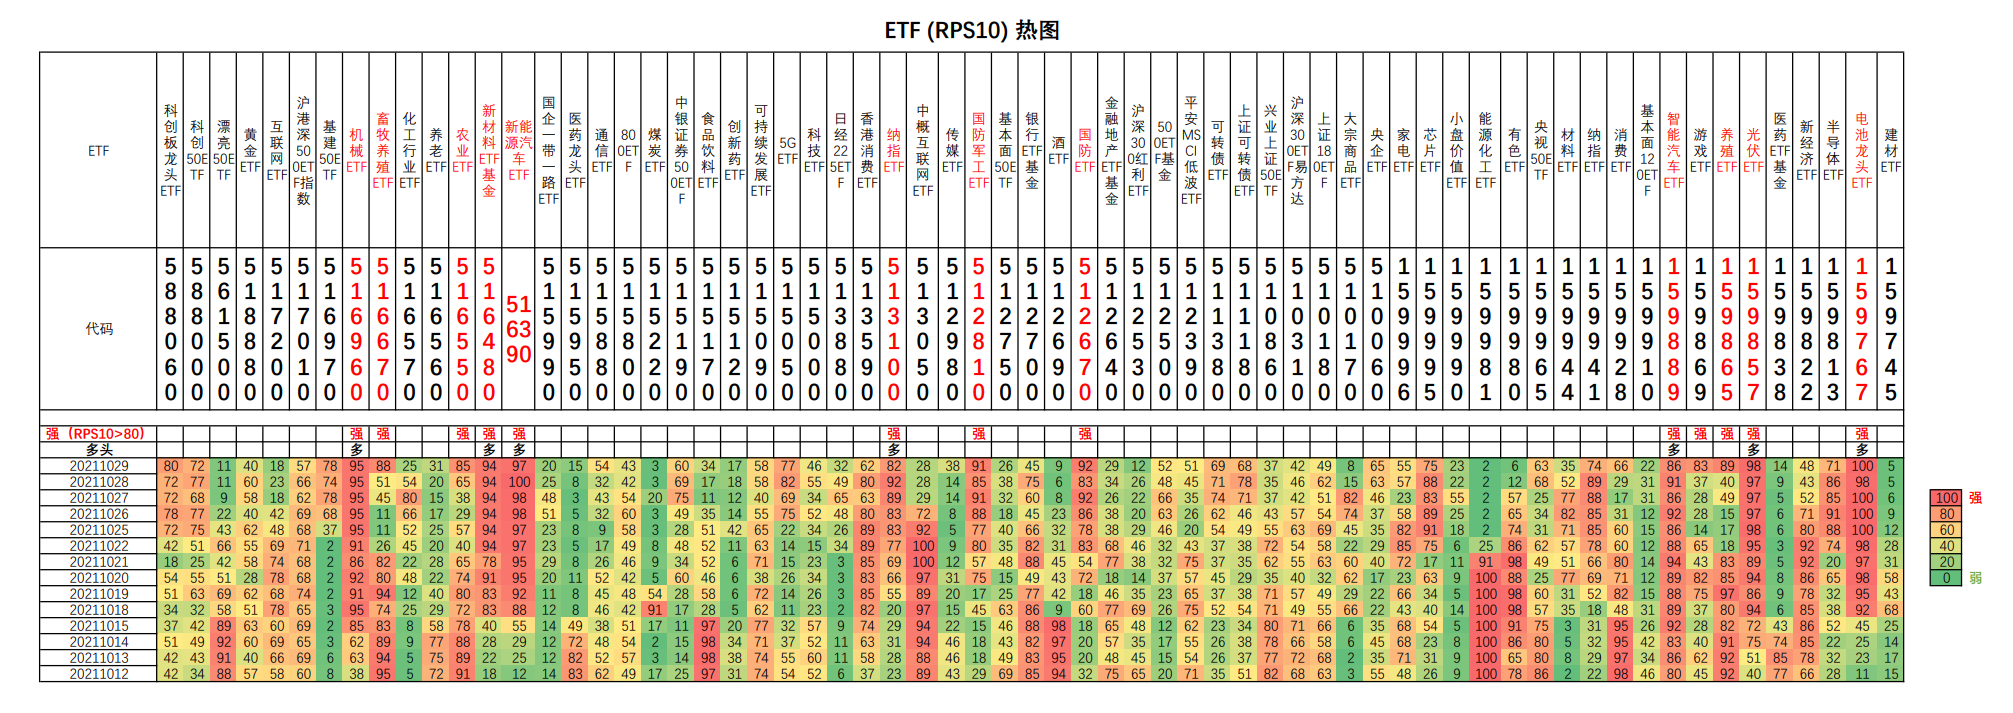 ETF (RPS10) 热图
ETF
科创板龙头ETF
科创50ETF
漂亮50ETF
黄金ETF
互联网ETF
沪港深500ETF指数
基建50ETF
机械ETF
畜牧养殖ETF
化工行业ETF
养老ETF
农业ETF
新材料ETF基金
新能源汽车ETF
国企一带一路ETF
医药龙头ETF
通信ETF
800ETF
煤炭ETF
中银证券500ETF
食品饮料ETF
创新药ETF
可持续发展ETF
5GETF
科技ETF
日经225ETF
香港消费ETF
纳指ETF
中概互联网ETF
传媒ETF
国防军工ETF
基本面50ETF
银行ETF基金
酒ETF
国防ETF
金融地产ETF基金
沪深300红利ETF
500ETF基金
平安MSCI低波ETF
可转债ETF
上证可转债ETF
兴业上证50ETF
沪深300ETF易方达
上证180ETF
大宗商品ETF
央企ETF
家电ETF
芯片ETF
小盘价值ETF
能源化工ETF
有色ETF
央视50ETF
材料ETF
纳指ETF
消费ETF
基本面120ETF
智能汽车ETF
游戏ETF
养殖ETF
光伏ETF
医药ETF基金
新经济ETF
半导体ETF
电池龙头ETF
建材ETF
代码
588060
588080
561500
518880
517200
517010
516970
516960
516670
516570
516560
516550
516480
516390
515990
515950
515880
515800
515220
515190
515170
515120
515090
515050
515000
513880
513590
513100
513050
512980
512810
512750
512700
512690
512670
512640
512530
512500
512390
511380
511180
510860
510310
510180
510170
510060
159996
159995
159990
159981
159980
159965
159944
159941
159928
159910
159889
159869
159865
159857
159838
159822
159813
159767
159745
强（RPS10>80） 强 强 强 强 强 强 强 强 强 强 强 强 强
多头 多 多 多 多 多 多 多
20211029 80 72 11 40 18 57 78 95 88 25 31 85 94 97 20 15 54 43 3 60 34 17 58 77 46 32 62 82 28 38 91 26 45 9 92 29 12 52 51 69 68 37 42 49 8 65 55 75 23 2 6 63 35 74 66 22 86 83 89 98 14 48 71 100 5
20211028 72 77 11 60 23 66 74 95 51 54 20 65 94 100 25 8 32 42 3 69 17 18 58 82 55 49 80 92 28 14 85 38 75 6 83 34 26 48 45 71 78 35 46 62 15 63 57 88 22 2 12 68 52 89 29 31 91 37 40 97 9 43 86 98 5
20211027 72 68 9 58 18 62 78 95 34 80 15 38 94 98 48 3 43 54 20 75 11 12 40 69 34 65 63 89 29 14 91 32 60 8 92 26 22 66 35 74 71 37 42 51 82 46 23 83 55 2 57 25 77 88 17 31 86 28 49 97 5 52 85 100 6
20211026 78 77 22 40 42 69 68 95 11 66 17 29 94 98 51 5 32 60 3 49 35 14 55 75 52 48 80 83 72 8 88 18 45 23 86 38 20 63 26 62 46 43 57 54 74 37 58 89 25 2 65 34 82 85 31 12 92 28 15 97 6 71 91 100 9
20211025 72 75 43 62 25 48 37 95 11 52 25 57 94 97 23 8 9 58 3 28 51 42 65 22 34 26 89 83 92 5 77 40 66 32 78 38 29 46 20 54 49 55 63 69 45 35 82 91 18 2 74 31 71 85 60 15 86 14 17 98 6 80 88 100 12
20211022 42 51 66 55 69 71 2 91 26 45 20 40 94 97 23 5 17 49 8 48 52 11 63 14 15 34 89 77 100 9 80 35 82 31 83 68 46 32 43 37 38 72 54 58 22 29 85 75 6 25 86 62 57 78 60 12 88 65 18 95 3 92 74 98 28
20211021 18 25 42 58 74 68 2 86 82 22 28 65 78 95 29 8 26 46 9 34 52 6 71 15 23 3 85 69 100 12 57 48 88 45 54 77 38 32 75 37 35 62 55 63 60 40 72 17 11 91 98 49 51 66 80 14 94 43 83 89 5 92 20 97 31
20211020 54 55 51 28 78 68 2 92 80 48 22 74 91 95 20 11 52 42 5 60 46 6 38 26 34 3 83 66 97 31 75 15 49 43 72 18 14 37 57 45 29 35 40 32 62 17 23 63 9 100 88 25 77 69 71 12 89 82 85 94 8 86 65 98 58
20211019 51 63 69 62 68 74 2 91 94 12 40 80 83 92 11 8 45 48 54 28 58 6 72 14 26 3 85 55 89 20 17 25 77 42 18 46 35 23 65 37 38 71 57 49 29 22 66 34 5 100 98 60 31 52 82 15 88 75 97 86 9 78 32 95 43
20211018 34 32 58 51 78 65 3 95 74 25 29 72 83 88 12 8 46 42 91 17 28 5 62 11 23 2 82 20 97 15 45 63 86 9 60 77 69 26 75 52 54 71 49 55 66 22 43 40 14 100 98 57 35 18 48 31 89 37 80 94 6 85 38 92 68
20211015 37 42 89 63 60 69 2 85 83 8 58 78 40 55 14 49 38 51 17 11 97 20 77 32 57 9 74 29 94 22 15 46 88 98 18 65 48 12 62 23 34 80 71 66 6 35 68 54 5 100 91 75 3 31 95 26 92 28 82 72 43 86 52 45 25
20211014 51 49 92 60 69 65 3 62 89 9 17 77 88 28 29 12 72 48 54 2 15 98 34 71 37 52 11 63 31 94 46 18 43 82 97 20 57 35 17 55 26 38 78 66 58 6 45 68 23 8 100 86 80 5 32 95 42 83 40 91 75 74 85 22 25 14
20211013 42 43 91 40 66 69 6 63 94 5 75 89 22 25 12 82 52 57 3 14 98 38 74 55 60 11 58 28 88 46 18 49 83 95 20 48 45 15 54 26 37 77 72 68 2 35 71 31 9 100 65 80 8 29 97 34 86 62 92 51 85 78 32 23 17
20211012 42 34 88 57 58 60 8 38 95 5 72 91 18 12 14 83 62 49 17 25 97 31 74 54 52 6 37 23 89 43 29 69 85 94 32 75 66 65 20 35 51 82 68 63 3 55 48 26 9 100 78 86 2 22 98 46 80 45 92 40 77 66 28 11 15
100 强
80
60
40
20
0 弱